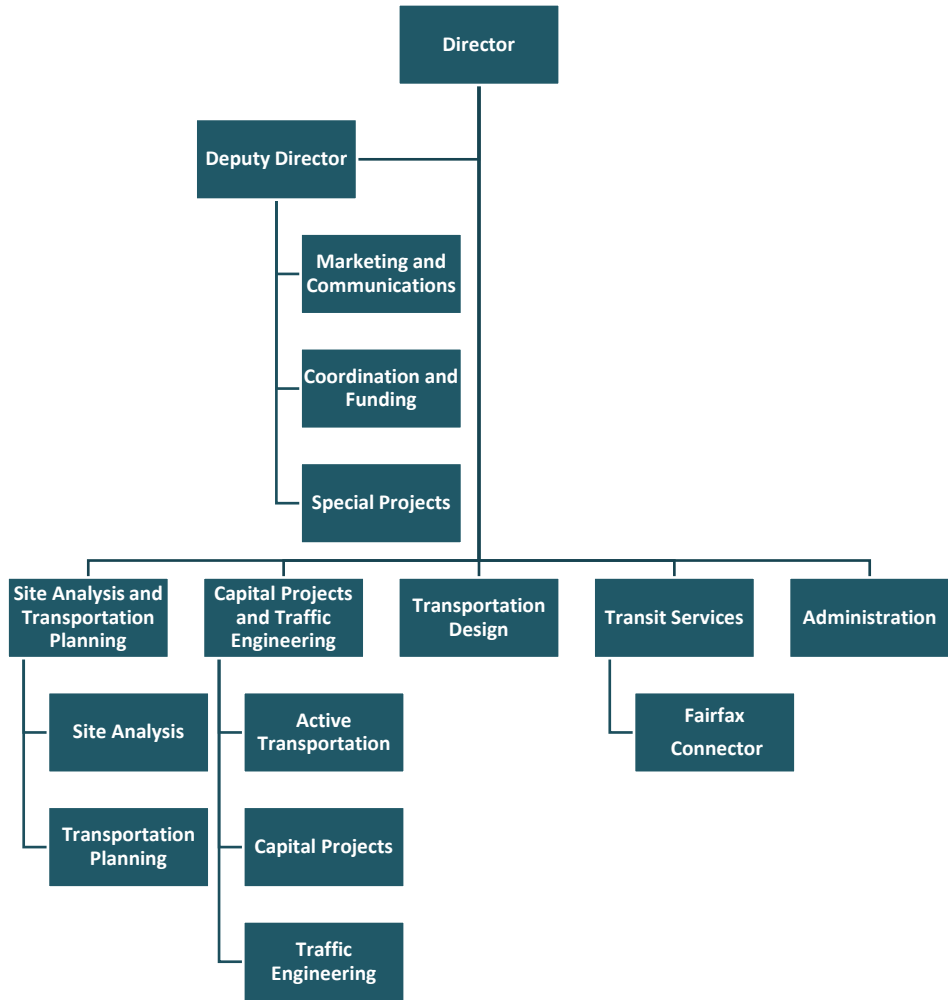 Director
Deputy Director
Marketing and
Communications
Coordination and
Funding
Special Projects
Site Analysis and
Transportation
Planning
Capital Projects
and Traffic
Engineering
Transportation
Design
Transit Services
Administration
Site Analysis
Transportation
Planning
Active
Transportation
Capital Projects
Traffic
Engineering
Fairfax
Connector